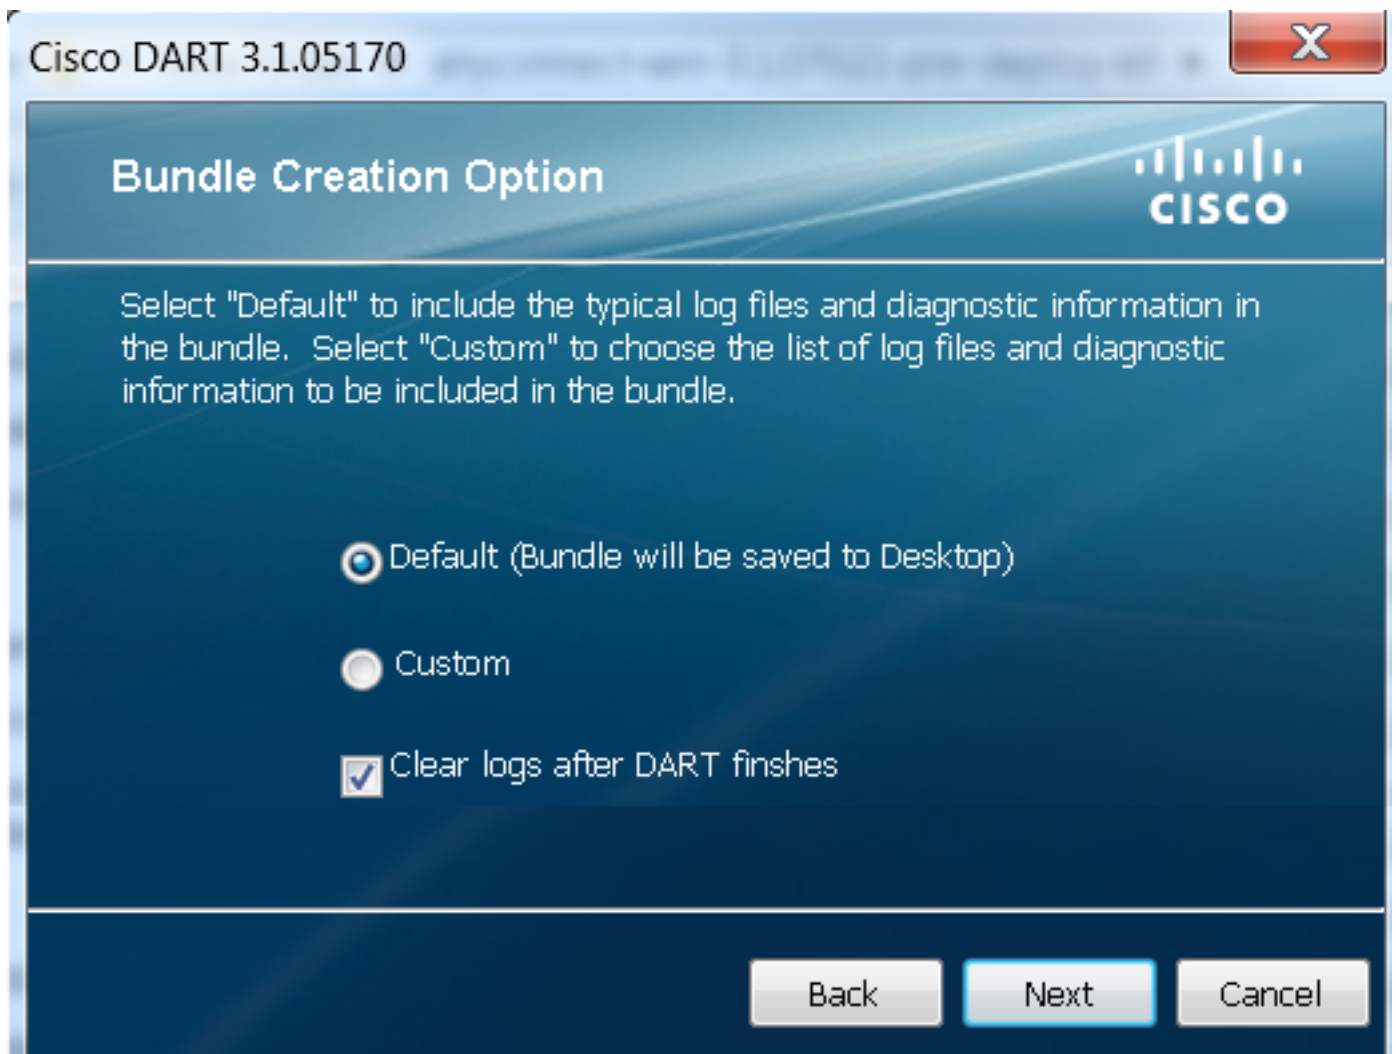 Cisco DART 3.1.05170
Bundle Creation Option
CISCO
Select "Default" to include the typical log files and diagnostic information in
the bundle.  Select "Custom" to choose the list of log files and diagnostic
information to be included in the bundle.
Default (Bundle will be saved to Desktop)
Custom
Clear logs after DART finshes
Back
Next
Cancel